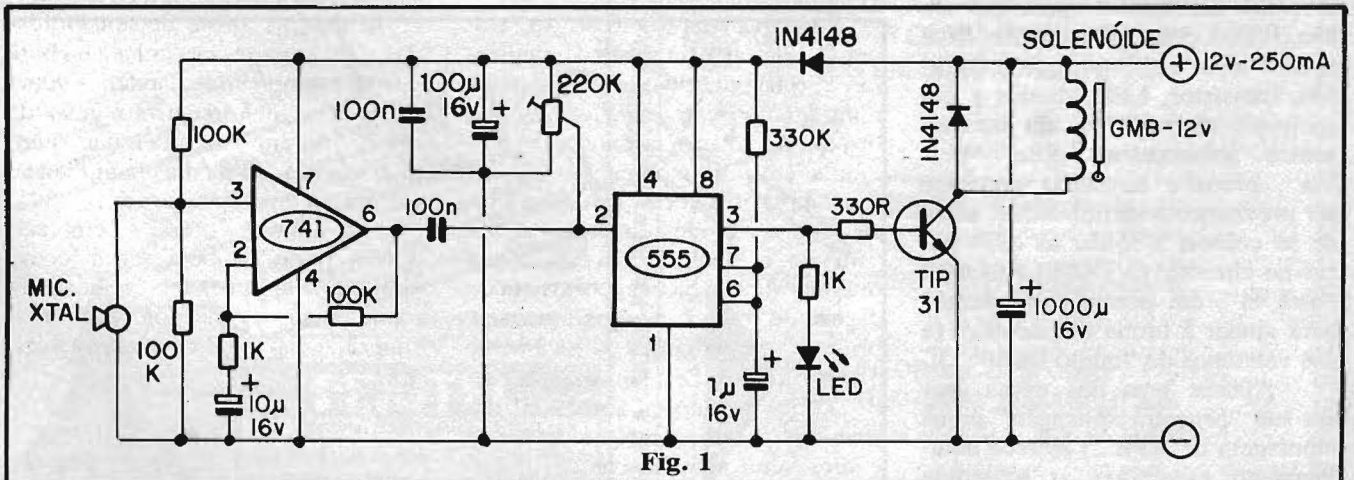 1N4148
SOLENÓIDE
+ 12v-250mA
100K
100n
100µ
16v
+
220K
330K
1N4148
GMB-12v
3
7
741
6
2
4
100n
2
4
8
3
555
7
6
1
330R
TIP
31
1K
LED
+
1000µ
16v
MIC.
XTAL
100
K
1K
100K
+
10µ
16v
1µ
16v
+
−
Fig. 1